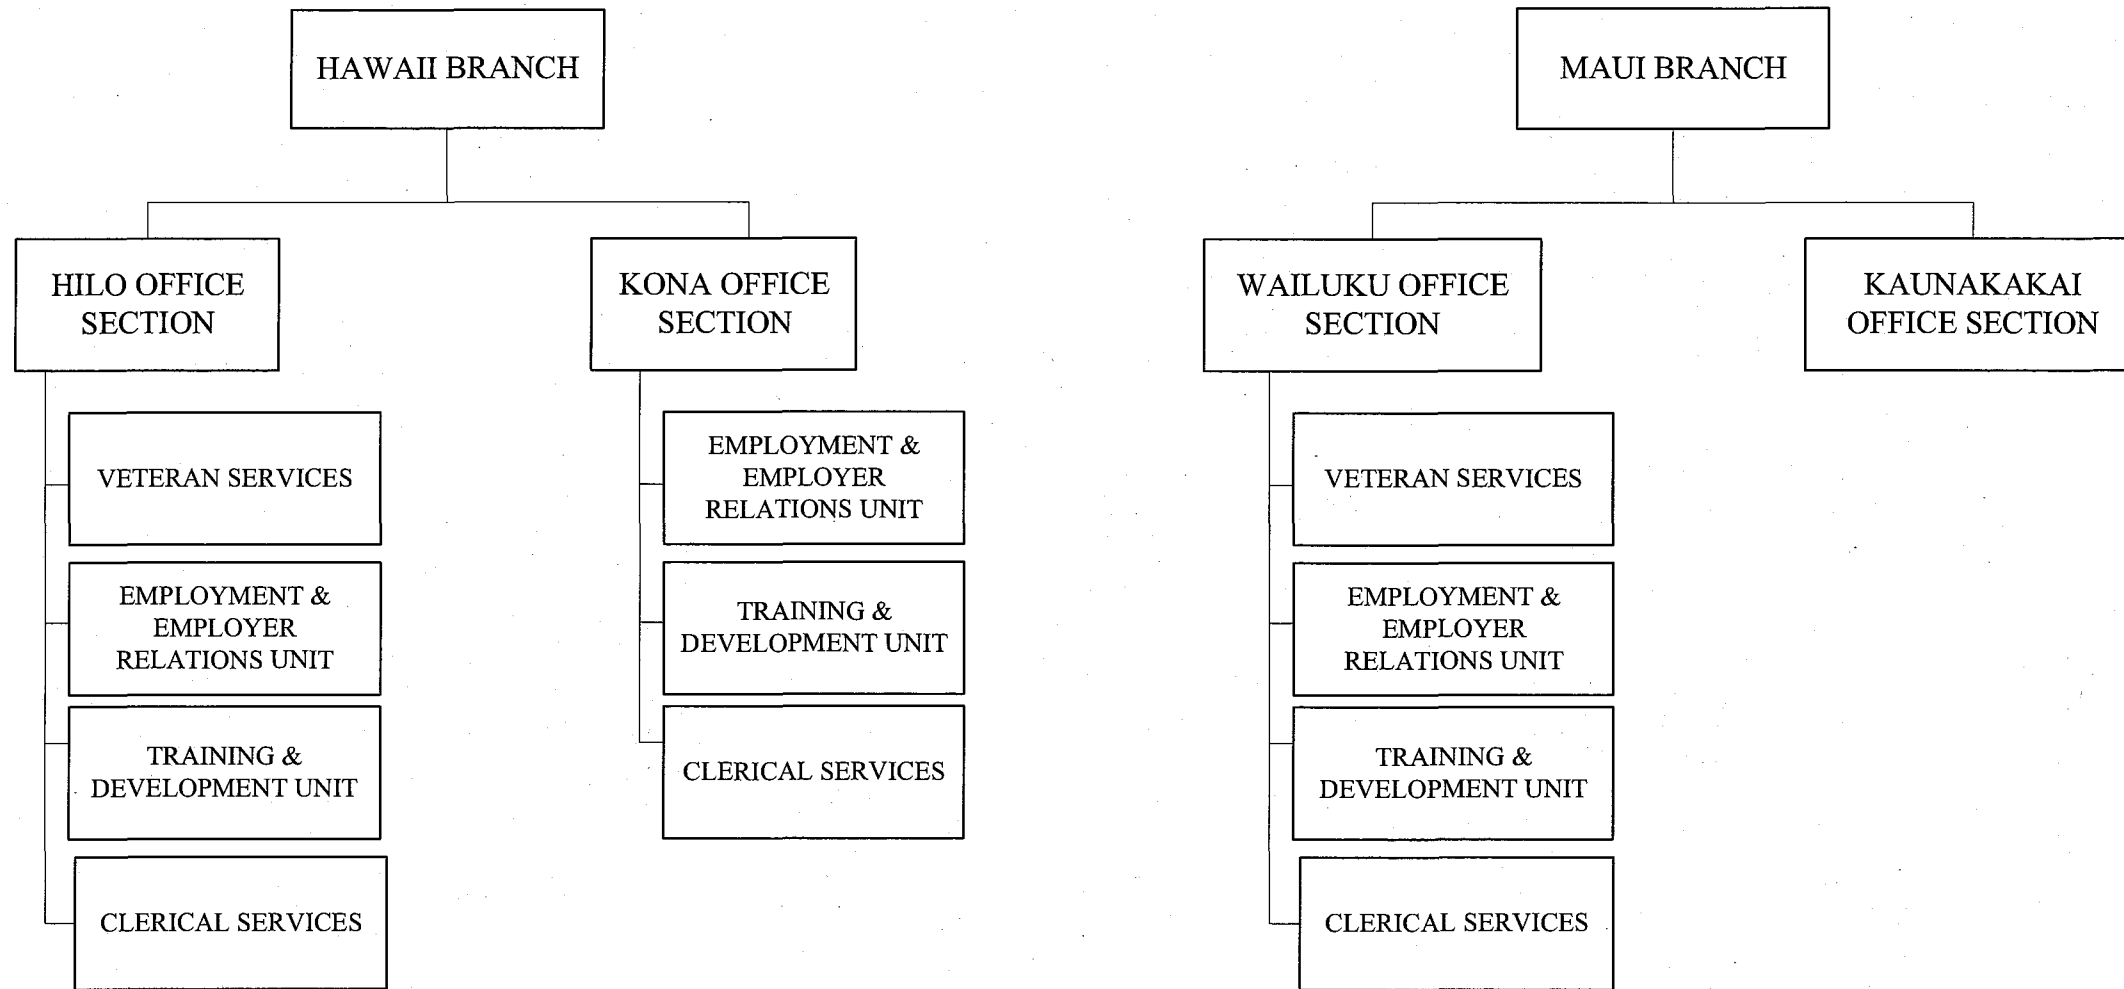 HAWAII BRANCH
HILO OFFICE
SECTION
VETERAN SERVICES
EMPLOYMENT &
EMPLOYER
RELATIONS UNIT
TRAINING &
DEVELOPMENT UNIT
CLERICAL SERVICES
KONA OFFICE
SECTION
EMPLOYMENT &
EMPLOYER
RELATIONS UNIT
TRAINING &
DEVELOPMENT UNIT
CLERICAL SERVICES
MAUI BRANCH
WAILUKU OFFICE
SECTION
VETERAN SERVICES
EMPLOYMENT &
EMPLOYER
RELATIONS UNIT
TRAINING &
DEVELOPMENT UNIT
CLERICAL SERVICES
KAUNAKAKAI
OFFICE SECTION